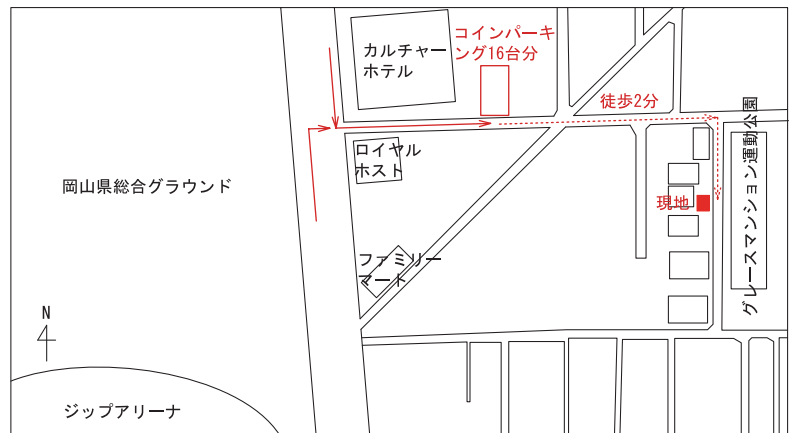 カルチャー
ホテル
コインパーキ
ング16台分
徒歩2分
ロイヤル
ホスト
岡山県総合グラウンド
現地
グレースマンション運動公園
ファミリー
マート
N
ジップアリーナ